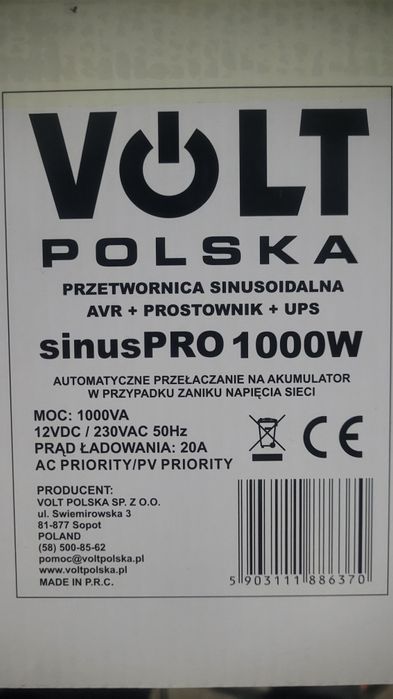 VOLT
POLSKA
PRZETWORNICA SINUSOIDALNA
AVR + PROSTOWNIK + UPS
sinusPRO 1000W
AUTOMATYCZNE PRZEŁACZANIE NA AKUMULATOR
W PRZYPADKU ZANIKU NAPIĘCIA SIECI
MOC: 1000VA
12VDC / 230VAC 50Hz
PRĄD ŁADOWANIA: 20A
AC PRIORITY/PV PRIORITY
CE
PRODUCENT:
VOLT POLSKA SP. Z O.O.
ul. Swiemirowska 3
81-877 Sopot
POLAND
(58) 500-85-62
pomoc@voltpolska.pl
www.voltpolska.pl
MADE IN P.R.C.
5 903111 886370